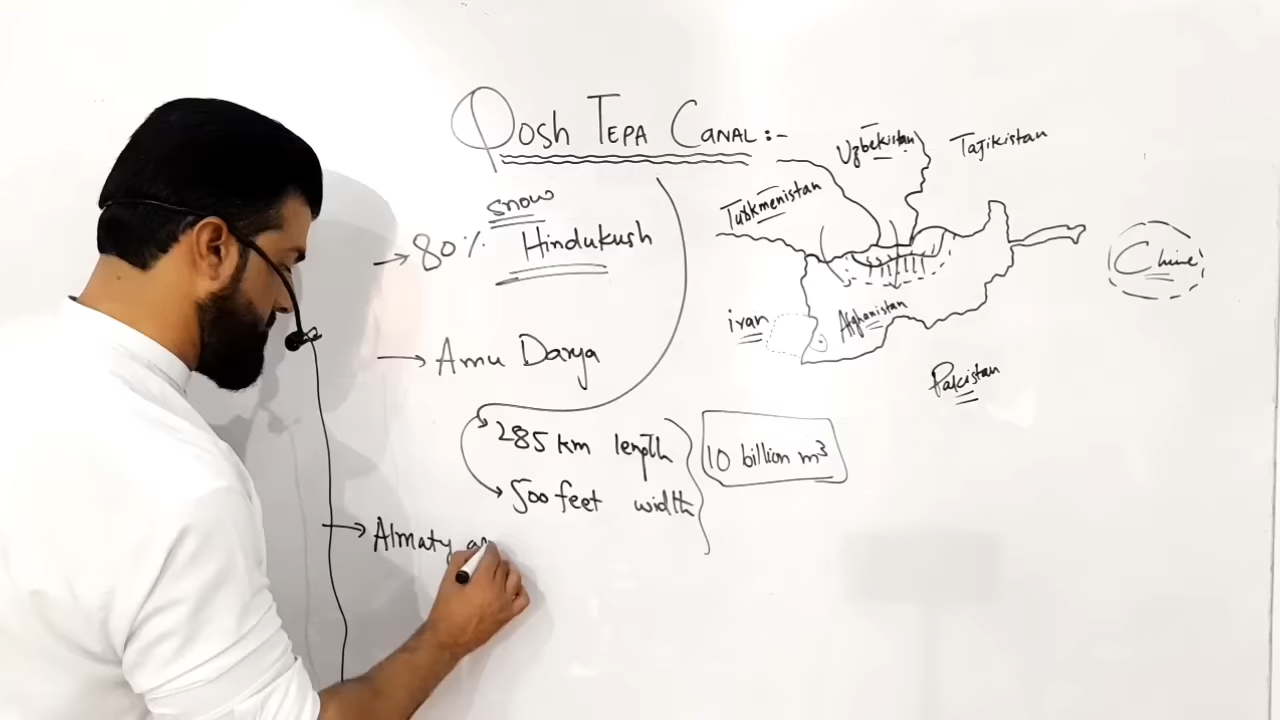 Qosh TEPA CANAL:-
snow
→ 80% Hindukush
→ Amu Darya
285 km length
500 feet width
10 billion m³
→ Almaty
Uzbekistan
Tajikistan
Turkmenistan
Chine
iran
Afghanistan
Pakistan